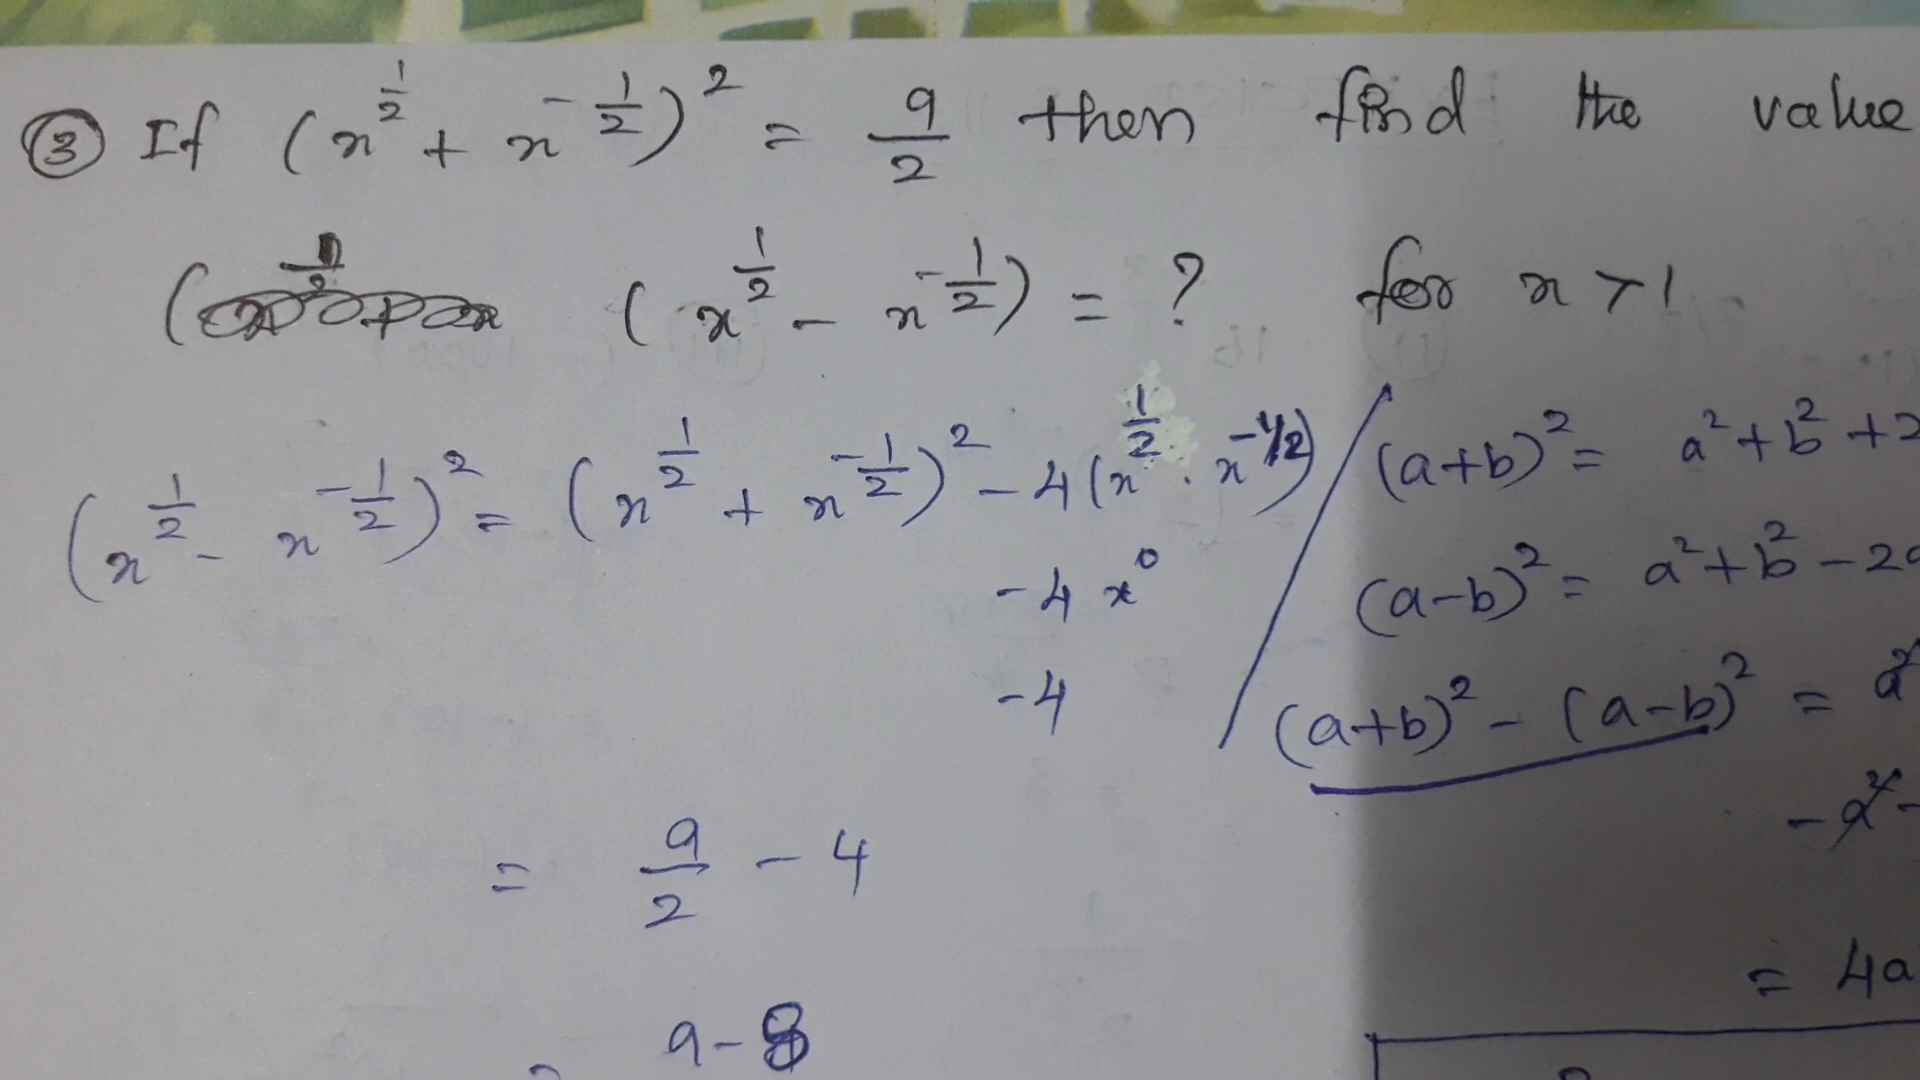 ③ If (x^{1/2} + x^{-1/2})^2 = 9/2 then find the value
(x^{1/2} - x^{-1/2}) = ? for x > 1
(x^{1/2} - x^{-1/2})^2 = (x^{1/2} + x^{-1/2})^2 - 4(x^{1/2} . x^{-1/2})
- 4 x^0
- 4
= 9/2 - 4
9 - 8
(a+b)^2 = a^2 + b^2 + 2
(a-b)^2 = a^2 + b^2 - 2a
(a+b)^2 - (a-b)^2 = a^2
- a^2 -
= 4a